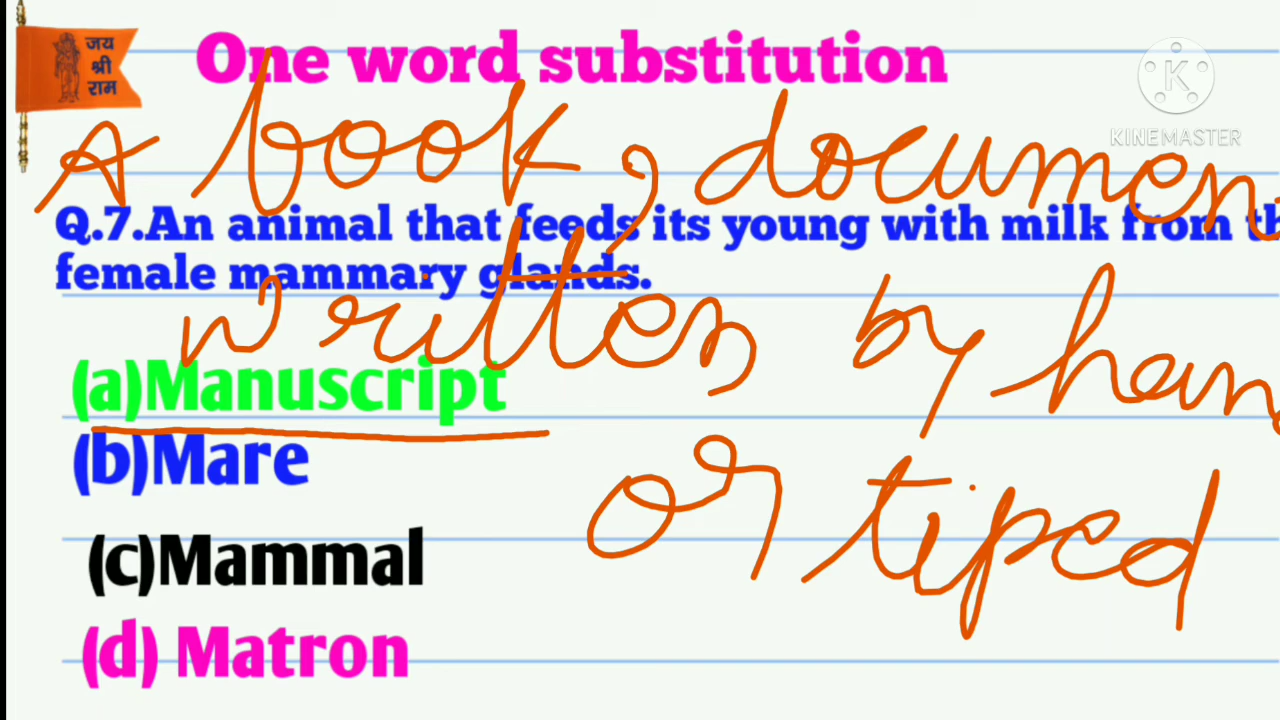 जय
श्री
राम
One word substitution
KINEMASTER
A book, documen
Q.7.An animal that feeds its young with milk from th
female mammary glands.
written by han
(a)Manuscript
(b)Mare
or tiped
(c)Mammal
(d) Matron